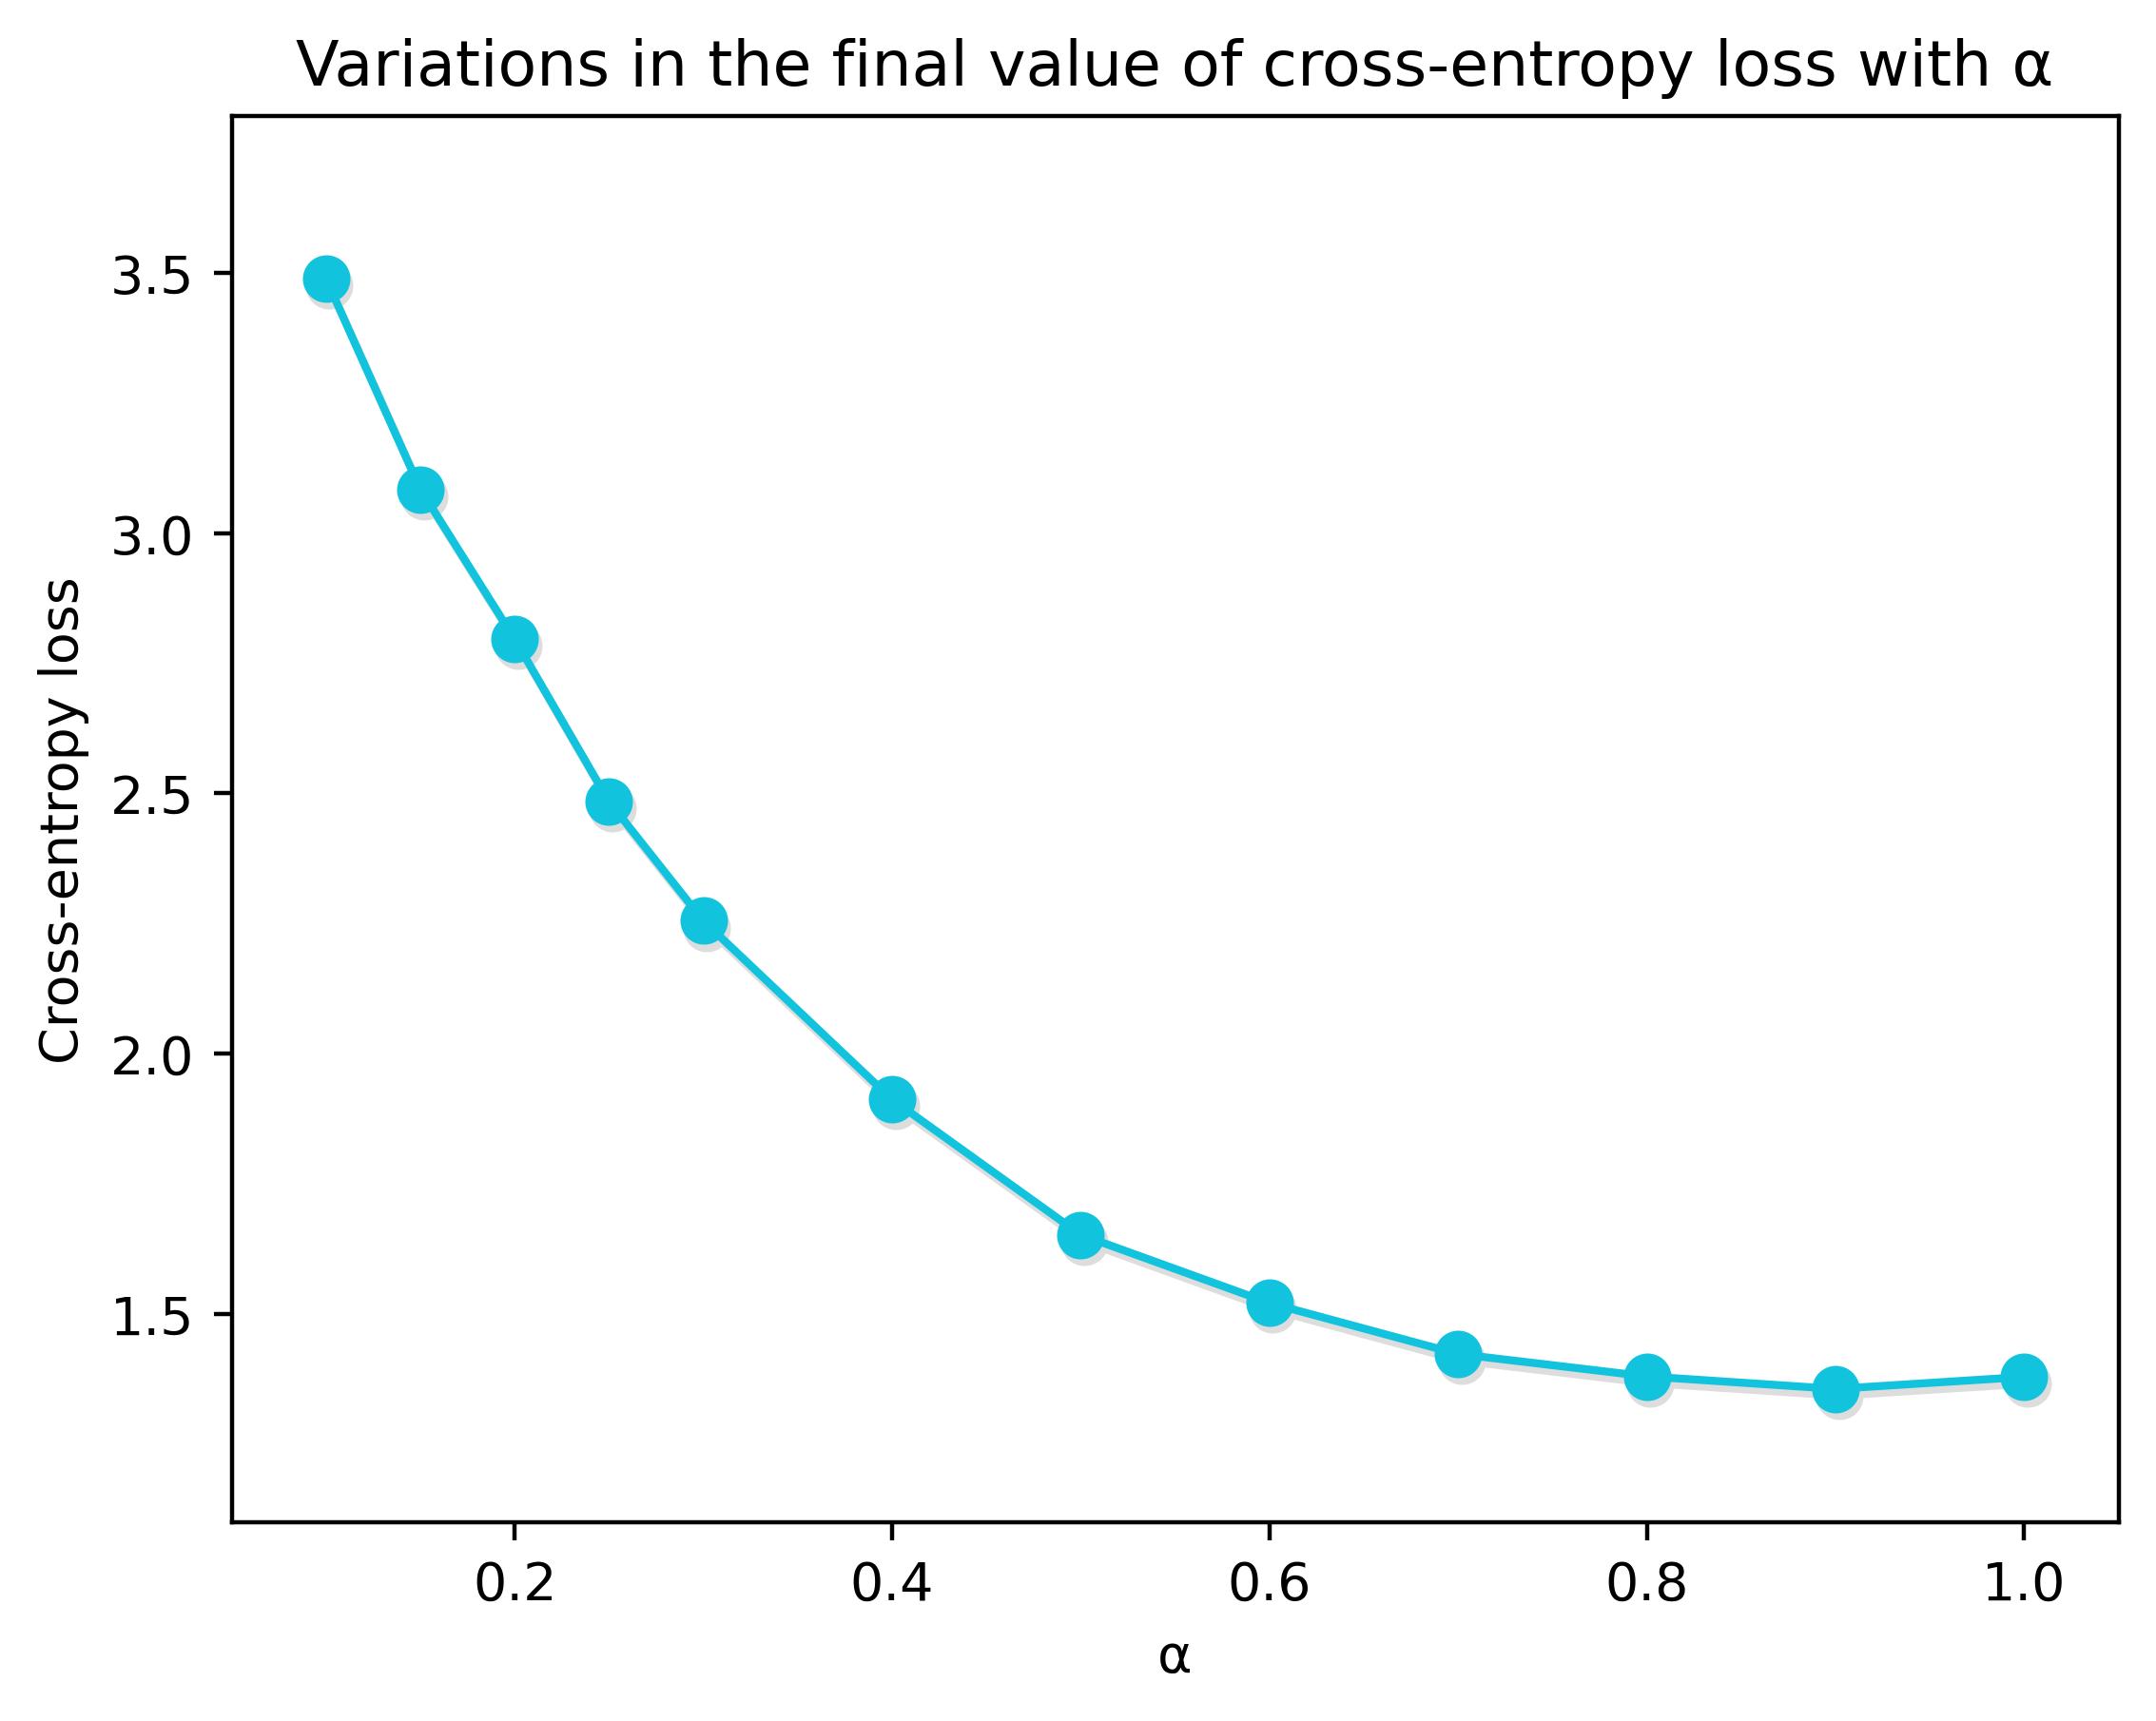 Variations in the final value of cross-entropy loss with α
Cross-entropy loss
3.5
3.0
2.5
2.0
1.5
0.2 0.4 0.6 0.8 1.0
α